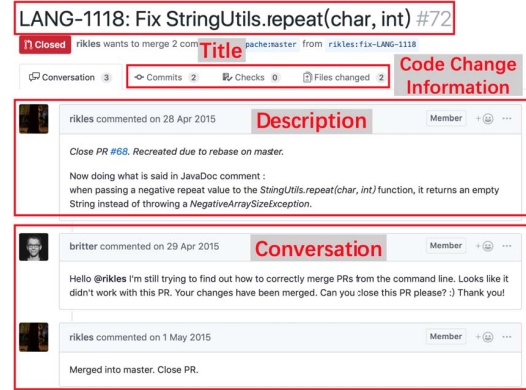 LANG-1118: Fix StringUtils.repeat(char, int) #72
Closed rikles wants to merge 2 com pache:master from rikles:fix-LANG-1118
Title
Conversation 3 Commits 2 Checks 0 Files changed 2
Code Change
Information
rikles commented on 28 Apr 2015 Description Member
Close PR #68. Recreated due to rebase on master.
Now doing what is said in JavaDoc comment :
when passing a negative repeat value to the StingUtils.repeat(char, int) function, it returns an empty
String instead of throwing a NegativeArraySizeException.
britter commented on 29 Apr 2015 Conversation Member
Hello @rikles I'm still trying to find out how to correctly merge PRs from the command line. Looks like it
didn't work with this PR. Your changes have been merged. Can you close this PR please? :) Thank you!
rikles commented on 1 May 2015 Member
Merged into master. Close PR.